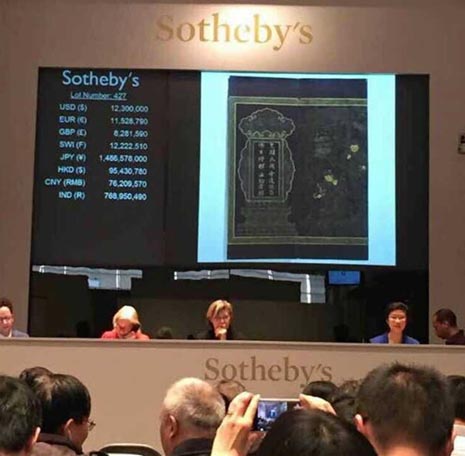 Sotheby's
Sotheby's
Lot Number: 427
USD ($) 12,300,000
EUR (€) 11,528,790
GBP (£) 8,281,590
SWI (F) 12,222,510
JPY (¥) 1,486,578,000
HKD ($) 95,430,780
CNY (RMB) 76,209,570
IND (R) 768,950,490
Sotheby's